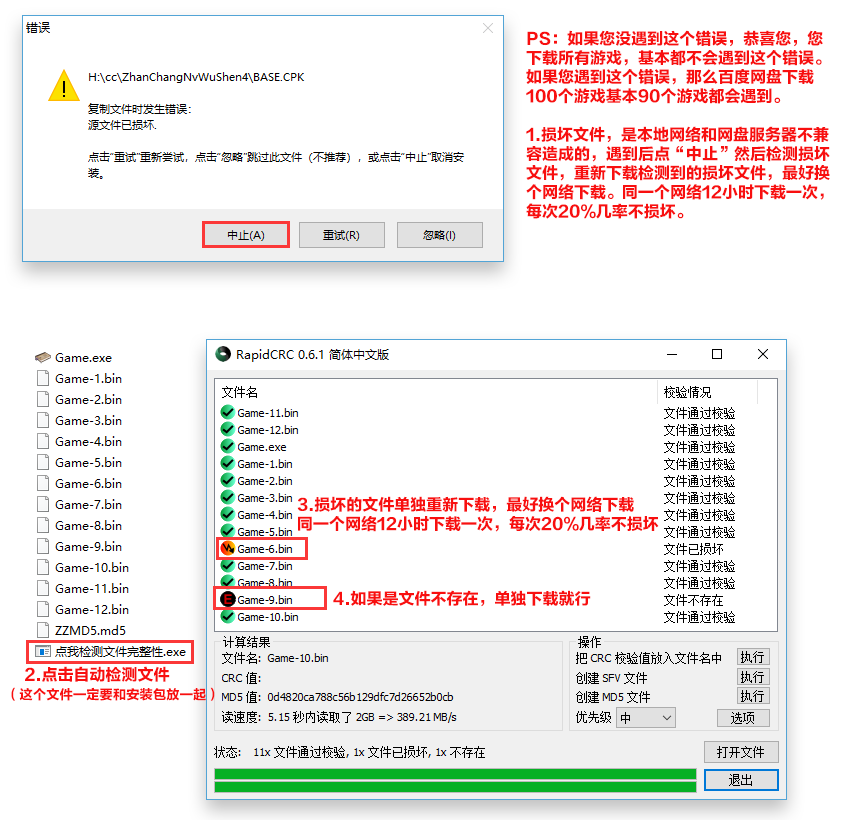 错误
H:\cc\ZhanChangNvWuShen4\BASE.CPK
复制文件时发生错误:
源文件已损坏.
点击“重试”重新尝试，点击“忽略”跳过此文件（不推荐），或点击“中止”取消安
装。
中止(A)
重试(R)
忽略(I)
PS：如果您没遇到这个错误，恭喜您，您
下载所有游戏，基本都不会遇到这个错误。
如果您遇到这个错误，那么百度网盘下载
100个游戏基本90个游戏都会遇到。
1.损坏文件，是本地网络和网盘服务器不兼
容造成的，遇到后点“中止”然后检测损坏
文件，重新下载检测到的损坏文件，最好换
个网络下载。同一个网络12小时下载一次，
每次20%几率不损坏。
Game.exe
Game-1.bin
Game-2.bin
Game-3.bin
Game-4.bin
Game-5.bin
Game-6.bin
Game-7.bin
Game-8.bin
Game-9.bin
Game-10.bin
Game-11.bin
Game-12.bin
ZZMD5.md5
点我检测文件完整性.exe
2.点击自动检测文件
（这个文件一定要和安装包放一起）
RapidCRC 0.6.1 简体中文版
文件名 校验情况
Game-11.bin 文件通过校验
Game-12.bin 文件通过校验
Game.exe 文件通过校验
Game-1.bin 文件通过校验
Game-2.bin 文件通过校验
Game-3.bin 文件通过校验
Game-4.bin 文件通过校验
Game-5.bin 文件通过校验
Game-6.bin 文件已损坏
Game-7.bin 文件通过校验
Game-8.bin 文件通过校验
Game-9.bin 文件不存在
Game-10.bin 文件通过校验
3.损坏的文件单独重新下载，最好换个网络下载
同一个网络12小时下载一次，每次20%几率不损坏
4.如果是文件不存在，单独下载就行
计算结果
文件名: Game-10.bin
CRC 值:
MD5 值: 0d4820ca788c56b129dfc7d26652b0cb
读速度: 5.15 秒内读取了 2GB => 389.21 MB/s
操作
把 CRC 校验值放入文件名中 执行
创建 SFV 文件 执行
创建 MD5 文件 执行
优先级 中 选项
状态: 11x 文件通过校验, 1x 文件已损坏, 1x 不存在
打开文件
退出